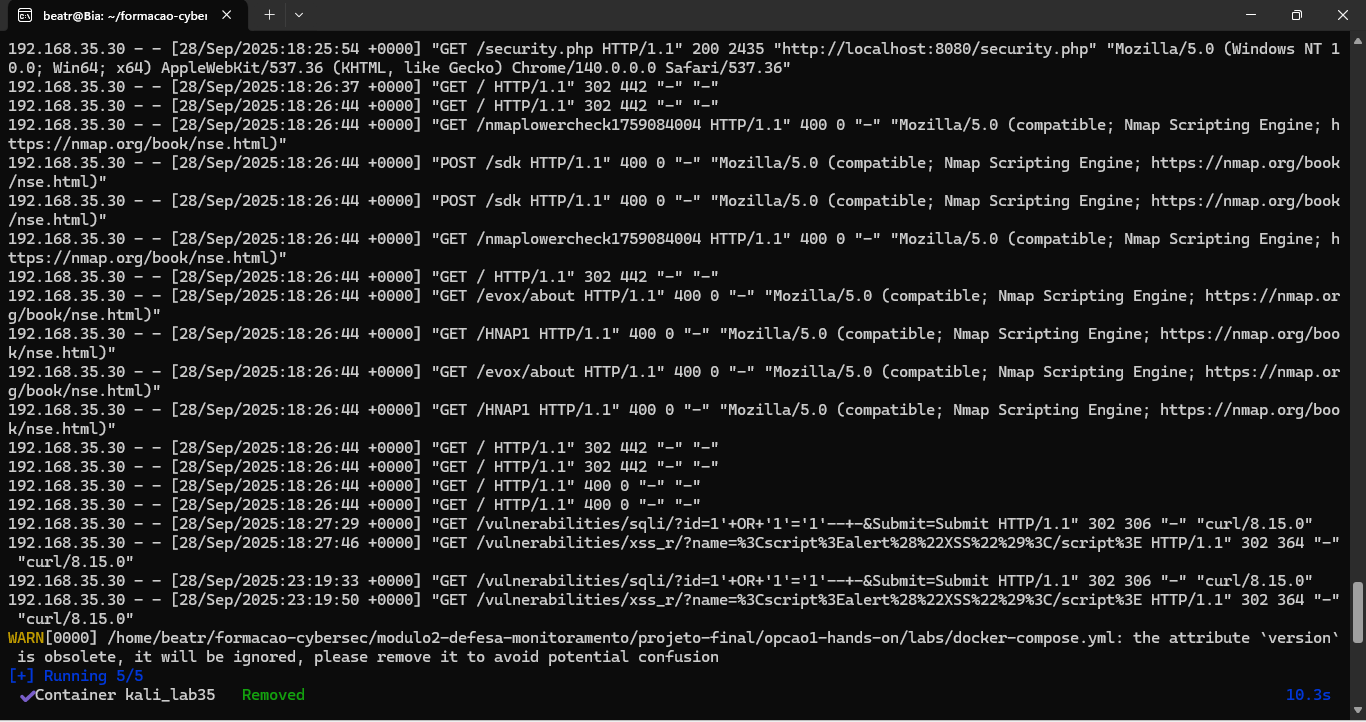 beatr@Bia: ~/formacao-cyber
192.168.35.30 - - [28/Sep/2025:18:25:54 +0000] "GET /security.php HTTP/1.1" 200 2435 "http://localhost:8080/security.php" "Mozilla/5.0 (Windows NT 1
0.0; Win64; x64) AppleWebKit/537.36 (KHTML, like Gecko) Chrome/140.0.0.0 Safari/537.36"
192.168.35.30 - - [28/Sep/2025:18:26:37 +0000] "GET / HTTP/1.1" 302 442 "-" "-"
192.168.35.30 - - [28/Sep/2025:18:26:44 +0000] "GET / HTTP/1.1" 302 442 "-" "-"
192.168.35.30 - - [28/Sep/2025:18:26:44 +0000] "GET /nmaplowercheck1759084004 HTTP/1.1" 400 0 "-" "Mozilla/5.0 (compatible; Nmap Scripting Engine; h
ttps://nmap.org/book/nse.html)"
192.168.35.30 - - [28/Sep/2025:18:26:44 +0000] "POST /sdk HTTP/1.1" 400 0 "-" "Mozilla/5.0 (compatible; Nmap Scripting Engine; https://nmap.org/book
/nse.html)"
192.168.35.30 - - [28/Sep/2025:18:26:44 +0000] "POST /sdk HTTP/1.1" 400 0 "-" "Mozilla/5.0 (compatible; Nmap Scripting Engine; https://nmap.org/book
/nse.html)"
192.168.35.30 - - [28/Sep/2025:18:26:44 +0000] "GET /nmaplowercheck1759084004 HTTP/1.1" 400 0 "-" "Mozilla/5.0 (compatible; Nmap Scripting Engine; h
ttps://nmap.org/book/nse.html)"
192.168.35.30 - - [28/Sep/2025:18:26:44 +0000] "GET / HTTP/1.1" 302 442 "-" "-"
192.168.35.30 - - [28/Sep/2025:18:26:44 +0000] "GET /evox/about HTTP/1.1" 400 0 "-" "Mozilla/5.0 (compatible; Nmap Scripting Engine; https://nmap.or
g/book/nse.html)"
192.168.35.30 - - [28/Sep/2025:18:26:44 +0000] "GET /HNAP1 HTTP/1.1" 400 0 "-" "Mozilla/5.0 (compatible; Nmap Scripting Engine; https://nmap.org/boo
k/nse.html)"
192.168.35.30 - - [28/Sep/2025:18:26:44 +0000] "GET /evox/about HTTP/1.1" 400 0 "-" "Mozilla/5.0 (compatible; Nmap Scripting Engine; https://nmap.or
g/book/nse.html)"
192.168.35.30 - - [28/Sep/2025:18:26:44 +0000] "GET /HNAP1 HTTP/1.1" 400 0 "-" "Mozilla/5.0 (compatible; Nmap Scripting Engine; https://nmap.org/boo
k/nse.html)"
192.168.35.30 - - [28/Sep/2025:18:26:44 +0000] "GET / HTTP/1.1" 302 442 "-" "-"
192.168.35.30 - - [28/Sep/2025:18:26:44 +0000] "GET / HTTP/1.1" 302 442 "-" "-"
192.168.35.30 - - [28/Sep/2025:18:26:44 +0000] "GET / HTTP/1.1" 400 0 "-" "-"
192.168.35.30 - - [28/Sep/2025:18:26:44 +0000] "GET / HTTP/1.1" 400 0 "-" "-"
192.168.35.30 - - [28/Sep/2025:18:27:29 +0000] "GET /vulnerabilities/sqli/?id=1'+OR+'1'='1'--+-&Submit=Submit HTTP/1.1" 302 306 "-" "curl/8.15.0"
192.168.35.30 - - [28/Sep/2025:18:27:46 +0000] "GET /vulnerabilities/xss_r/?name=%3Cscript%3Ealert%28%22XSS%22%29%3C/script%3E HTTP/1.1" 302 364 "-"
"curl/8.15.0"
192.168.35.30 - - [28/Sep/2025:23:19:33 +0000] "GET /vulnerabilities/sqli/?id=1'+OR+'1'='1'--+-&Submit=Submit HTTP/1.1" 302 306 "-" "curl/8.15.0"
192.168.35.30 - - [28/Sep/2025:23:19:50 +0000] "GET /vulnerabilities/xss_r/?name=%3Cscript%3Ealert%28%22XSS%22%29%3C/script%3E HTTP/1.1" 302 364 "-"
"curl/8.15.0"
WARN[0000] /home/beatr/formacao-cybersec/modulo2-defesa-monitoramento/projeto-final/opcao1-hands-on/labs/docker-compose.yml: the attribute `version`
is obsolete, it will be ignored, please remove it to avoid potential confusion
[+] Running 5/5
✔Container kali_lab35 Removed 10.3s